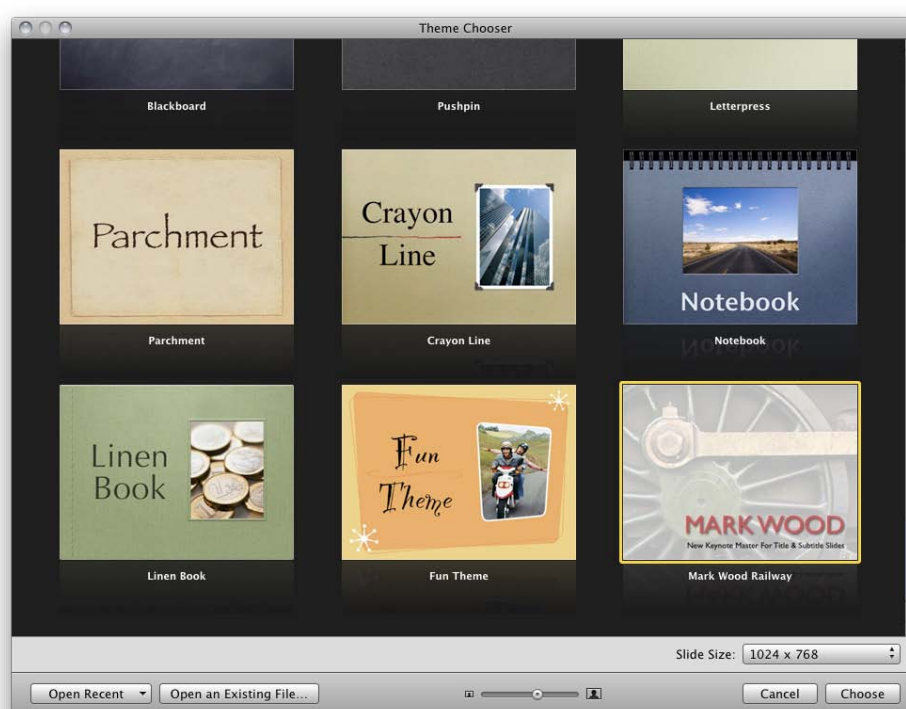 Theme Chooser
Blackboard
Pushpin
Letterpress
Parchment
Crayon
Line
Notebook
Parchment
Crayon Line
Notebook
Linen
Book
Fun
Theme
MARK WOOD
New Keynote Master For Title & Subtitle Slides
Linen Book
Fun Theme
Mark Wood Railway
Slide Size: 1024 x 768
Open Recent
Open an Existing File...
Cancel
Choose